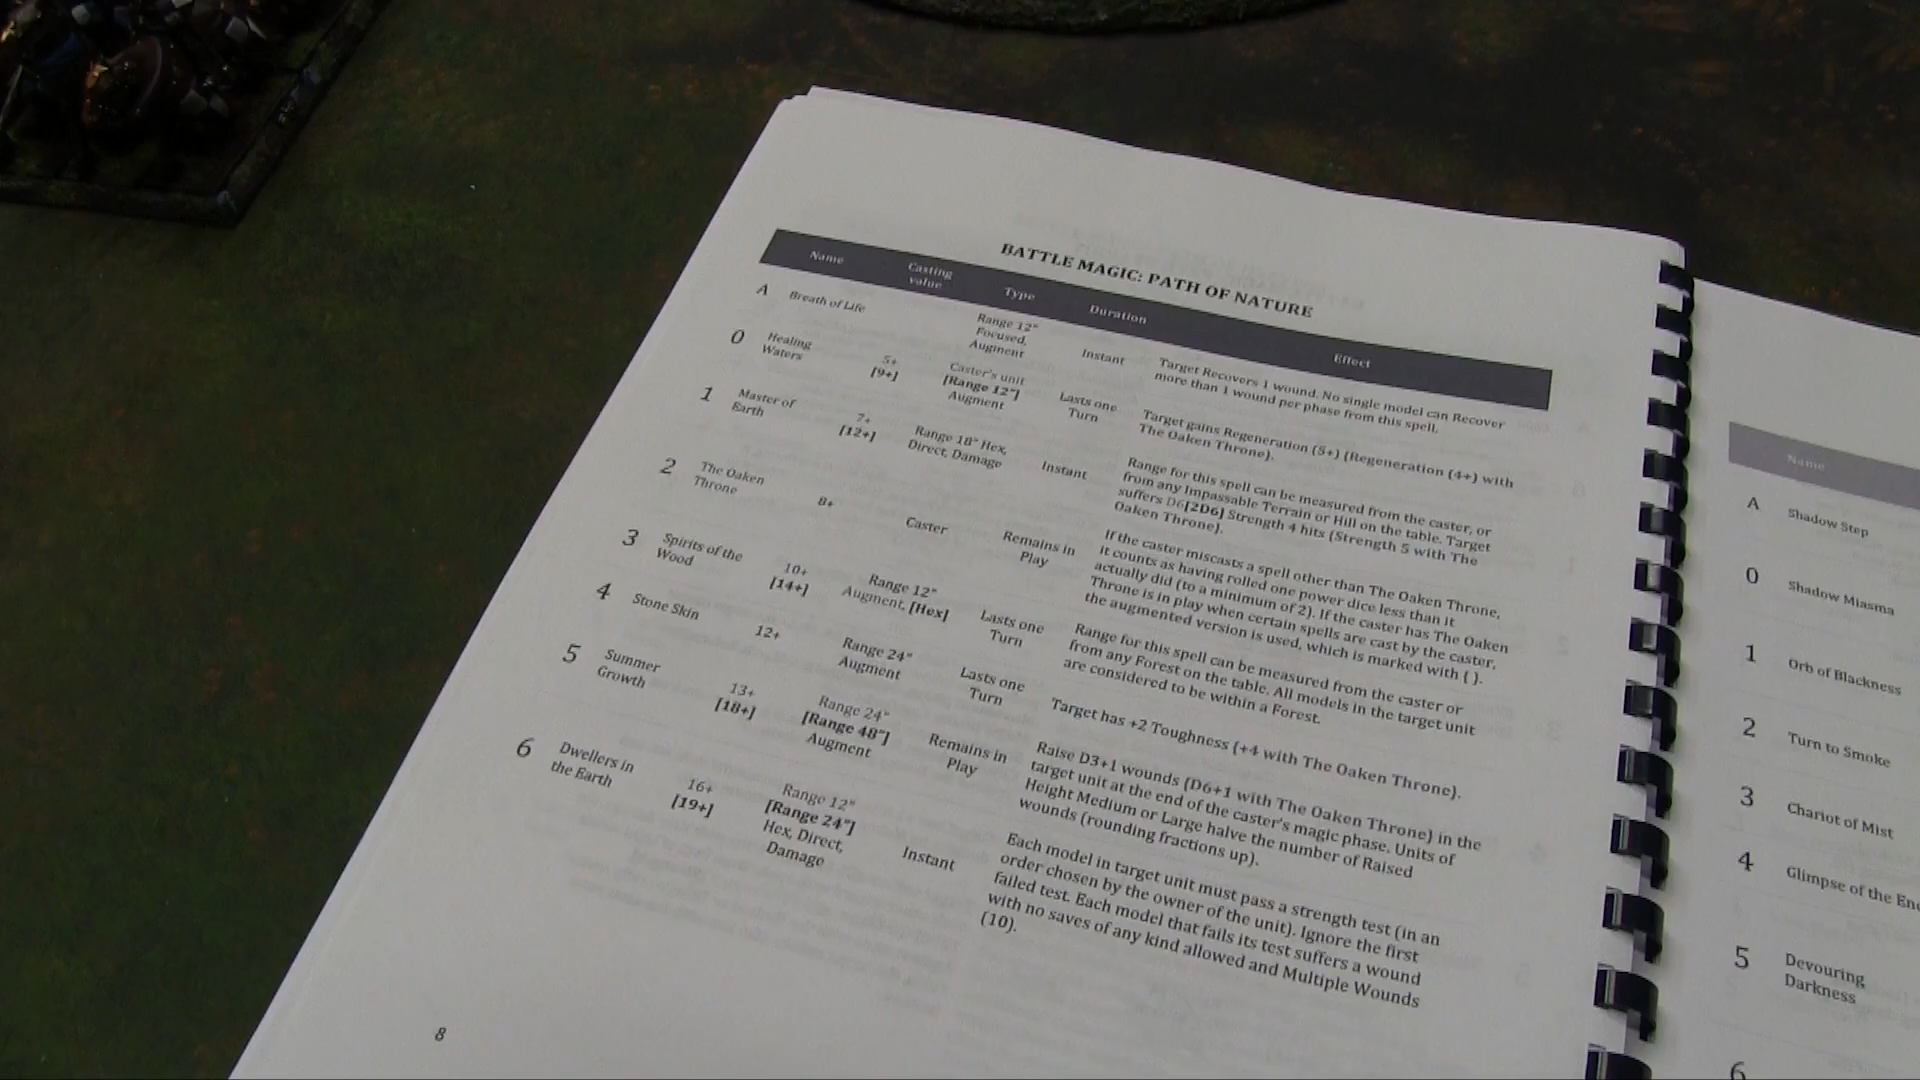 BATTLE MAGIC: PATH OF NATURE
Name Casting value Type Duration Effect
A Breath of Life
Range 12"
Focused,
Augment
Instant
Target Recovers 1 wound. No single model can Recover
more than 1 wound per phase from this spell.
0 Healing
Waters
5+
[9+]
Caster's unit
[Range 12"]
Augment
Lasts one
Turn
Target gains Regeneration (5+) {Regeneration (4+) with
The Oaken Throne}.
1 Master of
Earth
7+
[12+]
Range 18" Hex,
Direct, Damage
Instant
Range for this spell can be measured from the caster, or
from any Impassable Terrain or Hill on the table. Target
suffers D6[2D6] Strength 4 hits {Strength 5 with The
Oaken Throne}.
2 The Oaken
Throne
8+
Caster
Remains in
Play
If the caster miscasts a spell other than The Oaken Throne,
it counts as having rolled one power dice less than it
actually did (to a minimum of 2). If the caster has The Oaken
Throne is in play when certain spells are cast by the caster,
the augmented version is used, which is marked with { }.
3 Spirits of the
Wood
10+
[14+]
Range 12"
Augment, [Hex]
Lasts one
Turn
Range for this spell can be measured from the caster or
from any Forest on the table. All models in the target unit
are considered to be within a Forest.
4 Stone Skin
12+
Range 24"
Augment
Lasts one
Turn
Target has +2 Toughness {+4 with The Oaken Throne}.
5 Summer
Growth
13+
[18+]
Range 24"
[Range 48"]
Augment
Remains in
Play
Raise D3+1 wounds {D6+1 with The Oaken Throne} in the
target unit at the end of the caster's magic phase. Units of
Height Medium or Large halve the number of Raised
wounds (rounding fractions up).
6 Dwellers in
the Earth
16+
[19+]
Range 12"
[Range 24"]
Hex, Direct,
Damage
Instant
Each model in target unit must pass a strength test (in an
order chosen by the owner of the unit). Ignore the first
failed test. Each model that fails its test suffers a wound
with no saves of any kind allowed and Multiple Wounds
(10).
8
Name
A Shadow Step
0 Shadow Miasma
1 Orb of Blackness
2 Turn to Smoke
3 Chariot of Mist
4 Glimpse of the
5 Devouring
Darkness
6